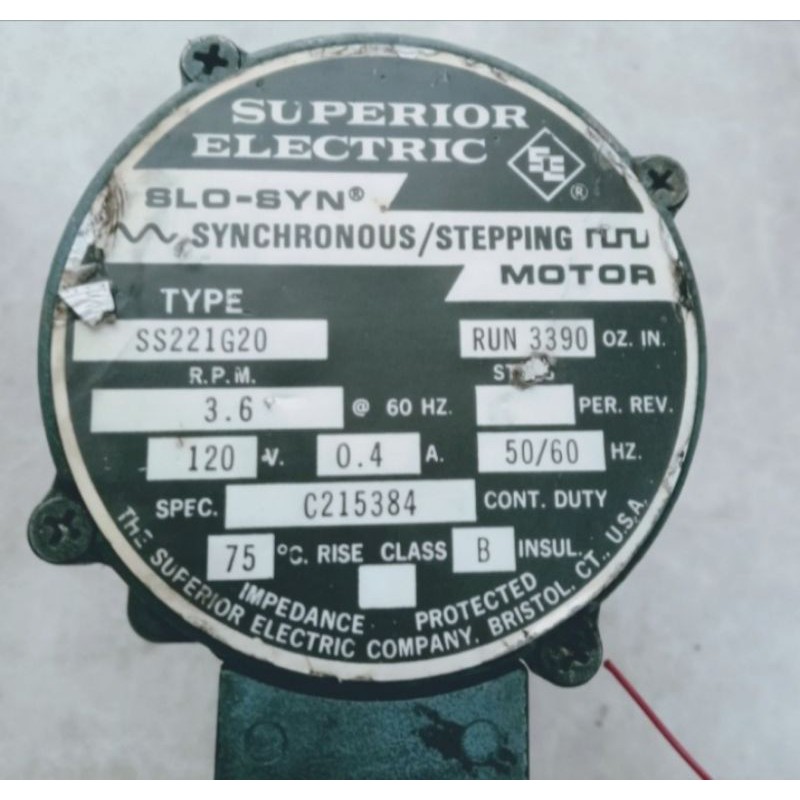 SUPERIOR
ELECTRIC
SE
®
SLO-SYN®
SYNCHRONOUS/STEPPING
MOTOR
TYPE
SS221G20 RUN 3390 OZ. IN.
R.P.M.
3.6 @ 60 HZ. PER. REV.
120 V. 0.4 A. 50/60 HZ.
SPEC. C215384 CONT. DUTY
75 °C. RISE CLASS B INSUL.
IMPEDANCE PROTECTED
THE SUPERIOR ELECTRIC COMPANY, BRISTOL, CT., U.S.A.